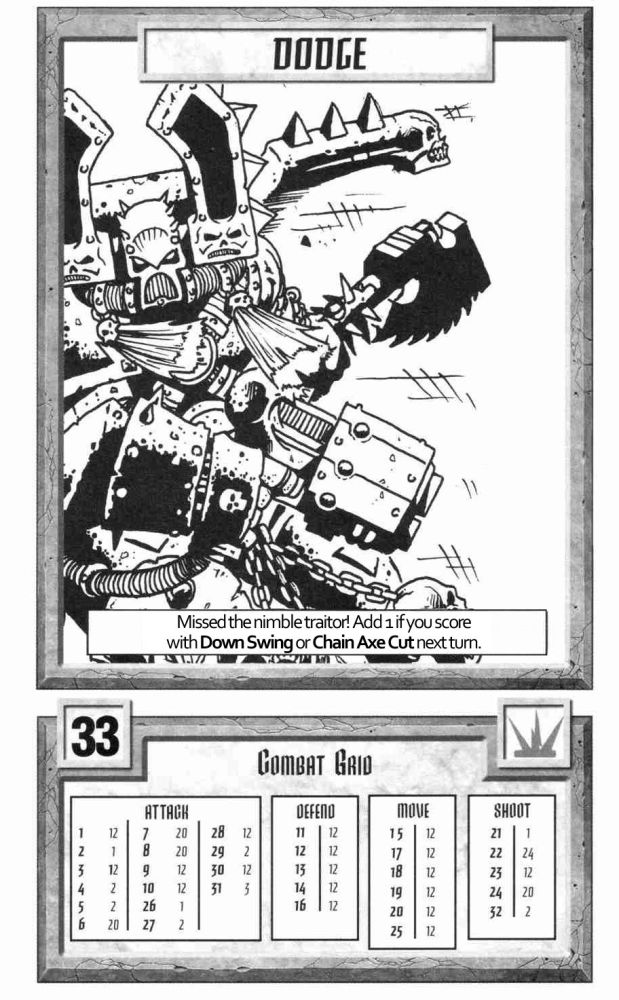 DODGE
Missed the nimble traitor! Add 1 if you score
with Down Swing or Chain Axe Cut next turn.
33
COMBAT GRID
ATTACK
1 12 7 20 28 12
2 1 8 20 29 2
3 12 9 12 30 12
4 2 10 12 31 3
5 2 26 1
6 20 27 2
DEFEND
11 12
12 12
13 12
14 12
16 12
MOVE
15 12
17 12
18 12
19 12
20 12
25 12
SHOOT
21 1
22 24
23 12
24 20
32 2